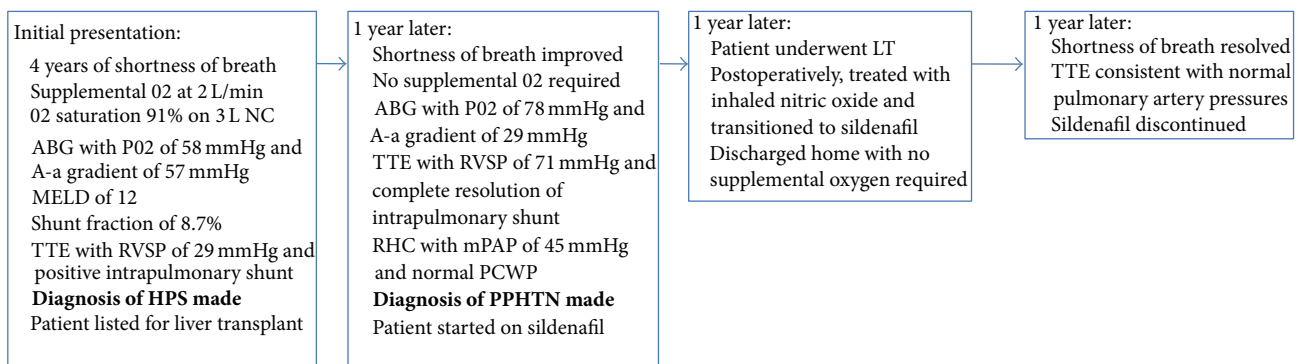 Initial presentation:
4 years of shortness of breath
Supplemental 02 at 2 L/min
02 saturation 91% on 3 L NC
ABG with P02 of 58 mmHg and
A-a gradient of 57 mmHg
MELD of 12
Shunt fraction of 8.7%
TTE with RVSP of 29 mmHg and
positive intrapulmonary shunt
Diagnosis of HPS made
Patient listed for liver transplant
1 year later:
Shortness of breath improved
No supplemental 02 required
ABG with P02 of 78 mmHg and
A-a gradient of 29 mmHg
TTE with RVSP of 71 mmHg and
complete resolution of
intrapulmonary shunt
RHC with mPAP of 45 mmHg
and normal PCWP
Diagnosis of PPHTN made
Patient started on sildenafil
1 year later:
Patient underwent LT
Postoperatively, treated with
inhaled nitric oxide and
transitioned to sildenafil
Discharged home with no
supplemental oxygen required
1 year later:
Shortness of breath resolved
TTE consistent with normal
pulmonary artery pressures
Sildenafil discontinued